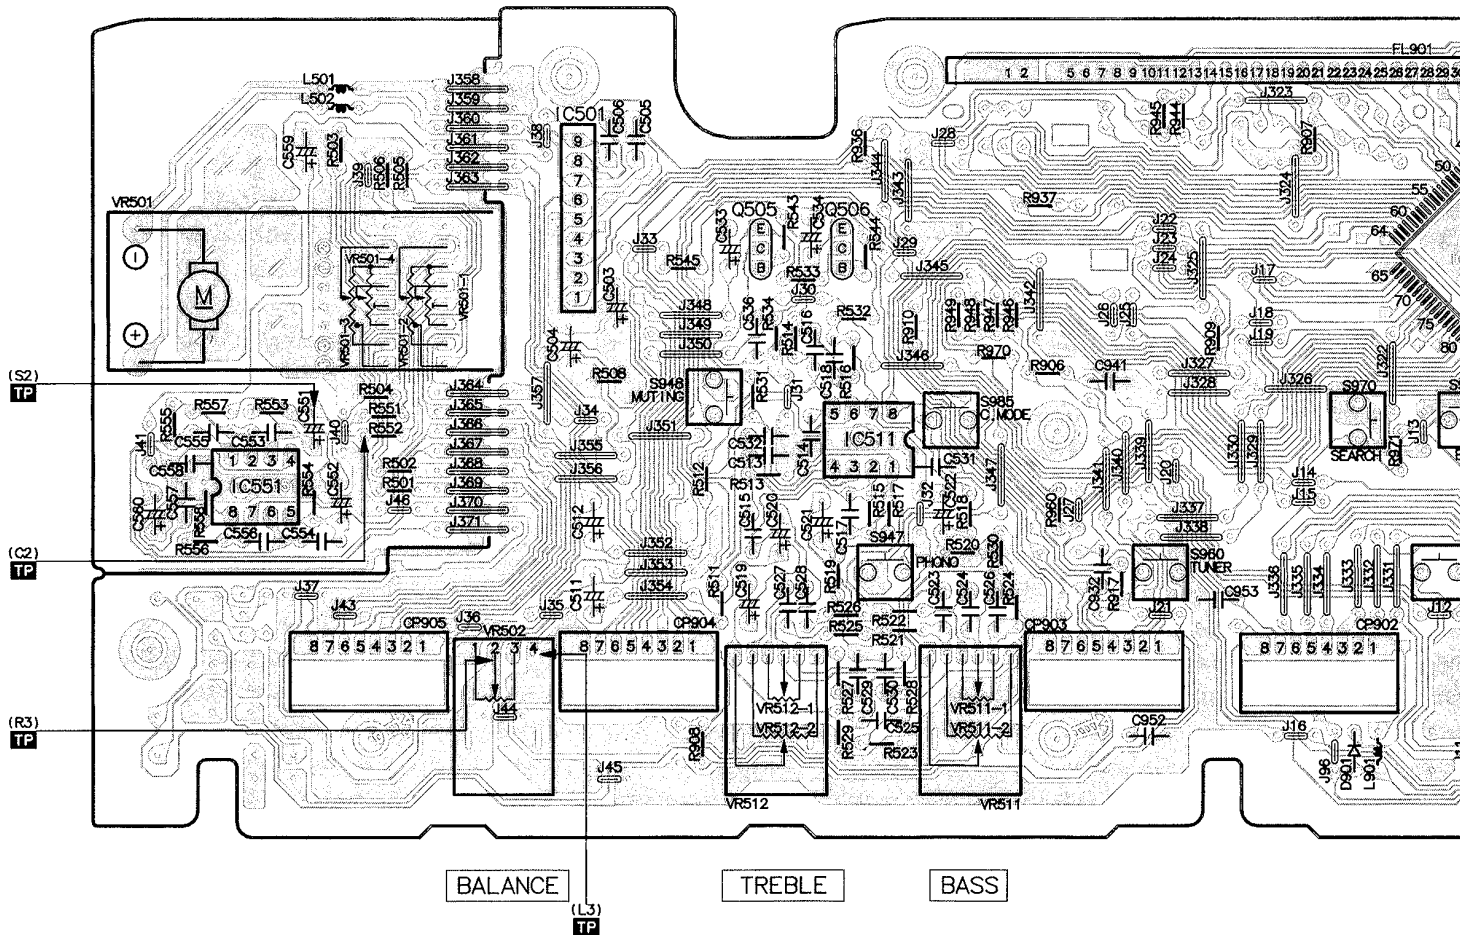 FL901
1 2 5 6 7 8 9 10 11 12 13 14 15 16 17 18 19 20 21 22 23 24 25 26 27 28 29
L501
L502
J358
J359
J360
J361
J362
J363
J38
IC501
9
8
7
6
5
4
3
2
1
C506
C505
C559
R503
J39
R506
R505
R936
J344
J343
J28
R945
R944
J323
R907
J324
50
55
60
64
65
70
75
80
VR501
M
VR501-4
VR501-3
VR501-2
VR501-1
J33
R545
C533
Q505
E
C
B
R543
C534
Q506
E
C
B
R544
J29
R533
J30
J345
R937
J22
J23
J24
J325
J17
J18
J19
C503
C504
J348
J349
J350
C536
R534
R514
C516
R532
C518
R516
R910
J346
R949
R948
R947
R946
J342
R970
R906
C941
J26
J25
R909
J327
J328
J326
J322
(S2)
TP
R504
R551
R552
R557
R553
C551
R555
J41
C555
C553
C558
J40
1 2 3 4
IC551
8 7 6 5
R554
C552
R502
R501
J46
C560
C557
R558
R556
C556
C554
J364
J365
J366
J367
J368
J369
J370
J371
J357
R508
J34
J355
J356
C512
S948
MUTING
R531
J31
J351
C532
C513
R513
R512
C514
5 6 7 8
IC511
4 3 2 1
S985
C.MODE
C531
J347
J341
J340
J339
J20
J330
J329
S970
SEARCH
R971
J13
J14
J15
(C2)
TP
C515
C520
C521
C517
R515
R517
J32
C522
R518
R960
J27
J337
J338
J352
J353
J354
C511
R511
C519
C527
C528
R519
S947
PHONO
R520
R530
C523
C524
C526
R524
C932
R917
S960
TUNER
C953
J21
J336
J335
J334
J333
J332
J331
J12
R526
R525
R522
R521
J37
J43
J36
J35
CP905
8 7 6 5 4 3 2 1
VR502
1 2 3 4
J44
CP904
8 7 6 5 4 3 2 1
CP903
8 7 6 5 4 3 2 1
CP902
8 7 6 5 4 3 2 1
VR512-1
VR512-2
VR512
R527
C529
C530
R528
R529
C525
R523
VR511-1
VR511-2
VR511
C952
J16
J96
D901
L901
(R3)
TP
R908
J45
BALANCE
TREBLE
BASS
(L3)
TP